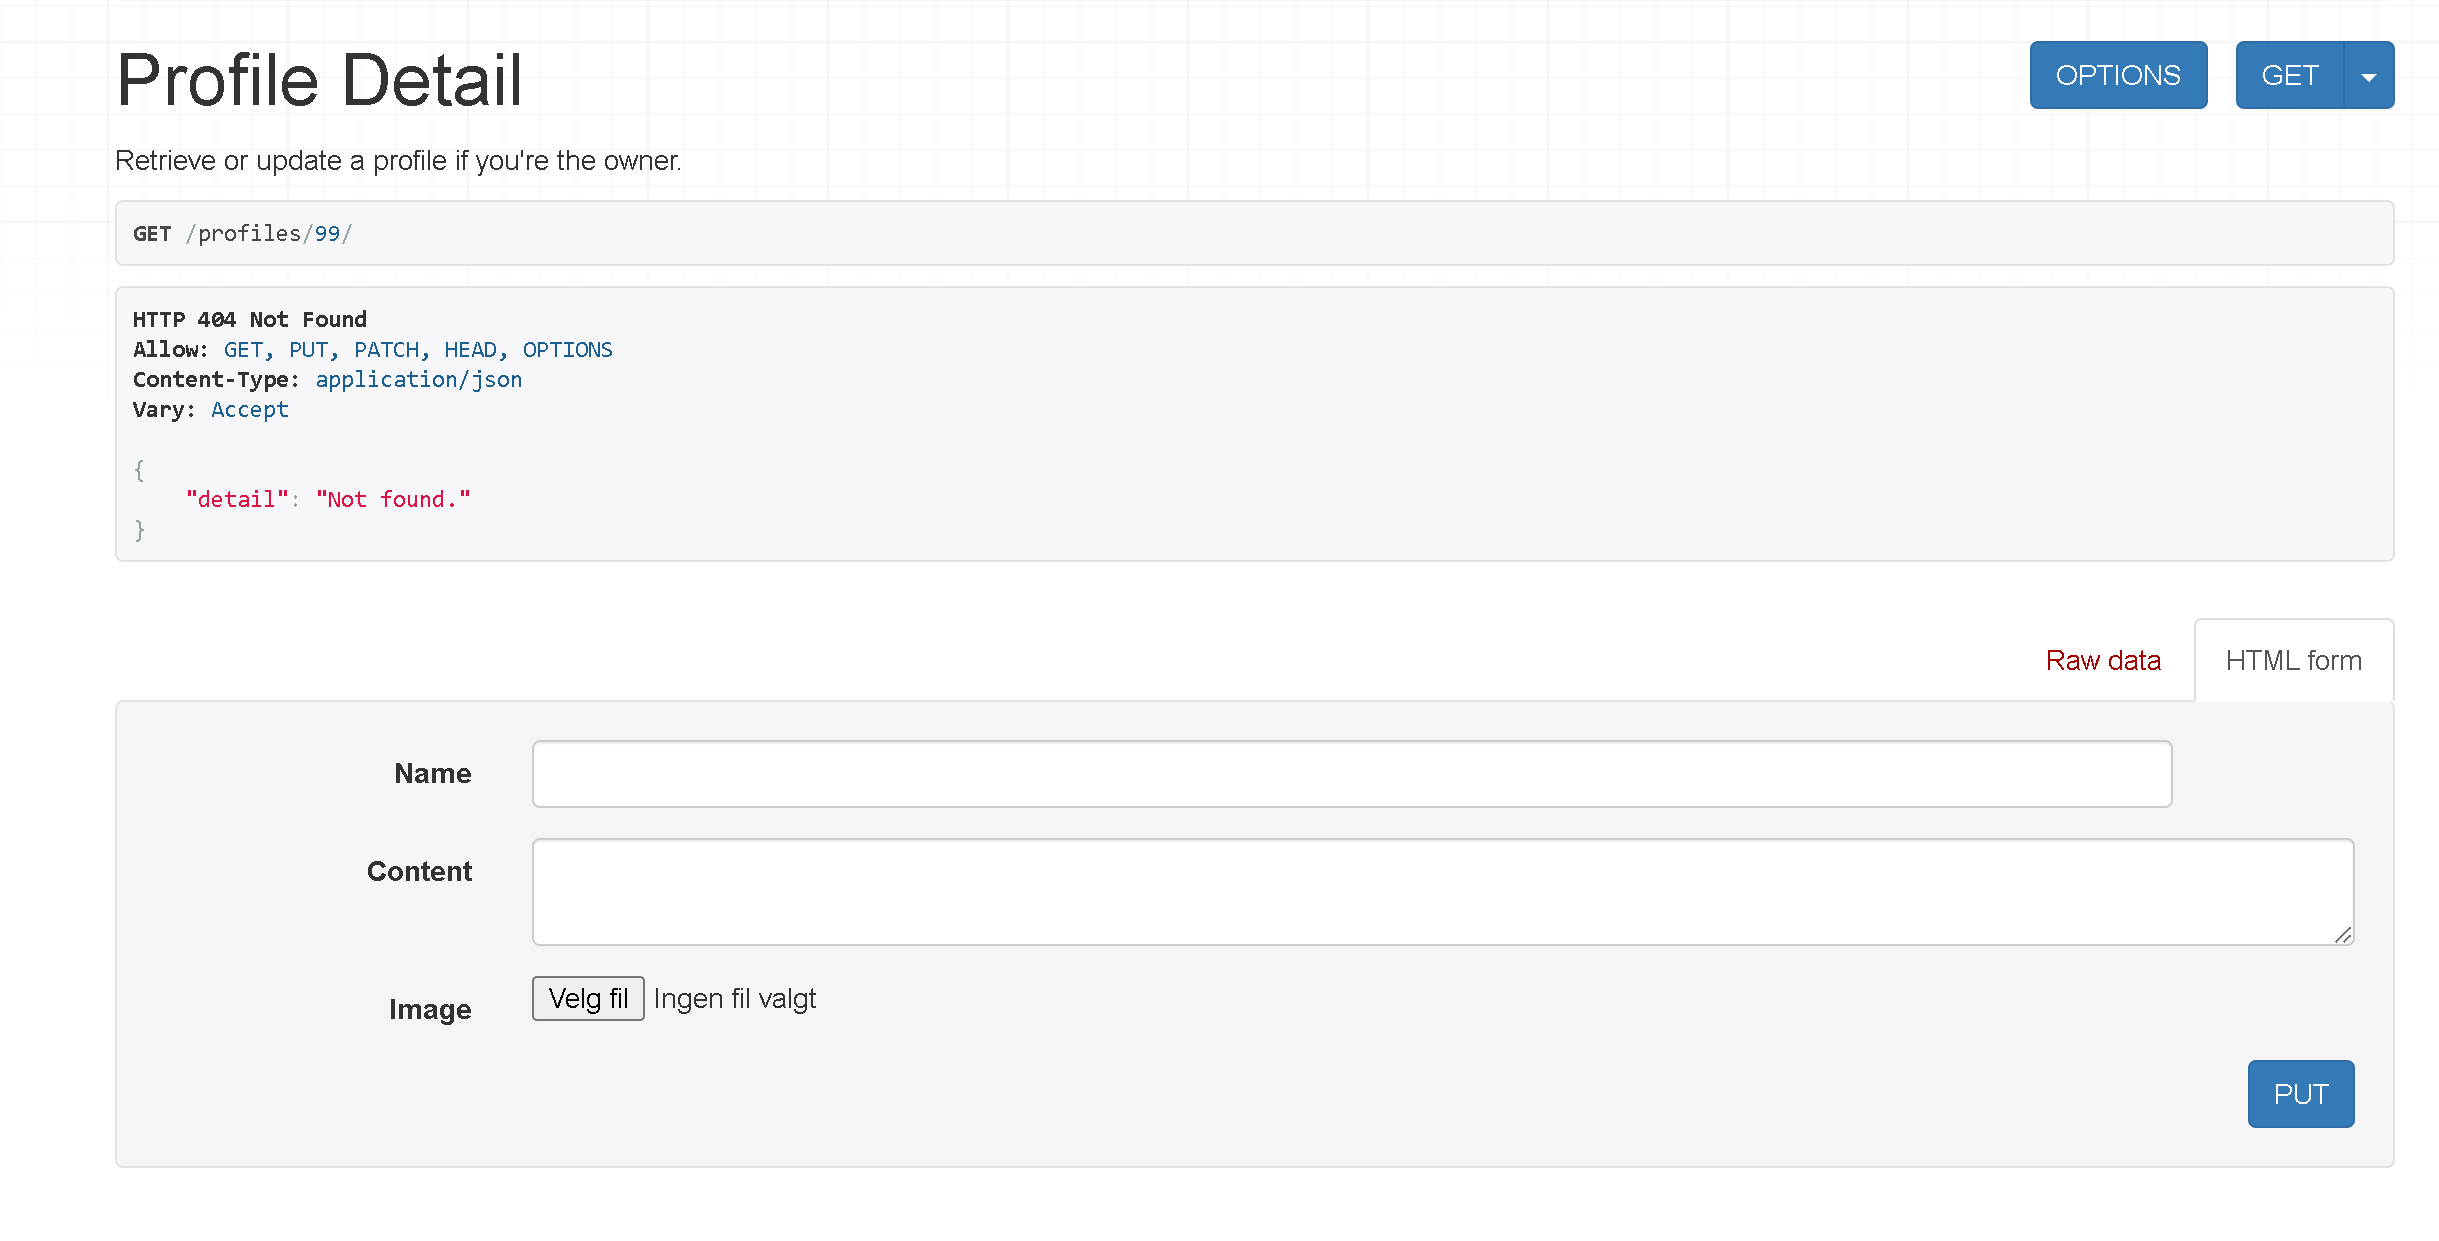 Profile Detail
OPTIONS
GET
Retrieve or update a profile if you're the owner.
GET /profiles/99/
HTTP 404 Not Found
Allow: GET, PUT, PATCH, HEAD, OPTIONS
Content-Type: application/json
Vary: Accept
{
"detail": "Not found."
}
Raw data
HTML form
Name
Content
Image
Velg fil Ingen fil valgt
PUT